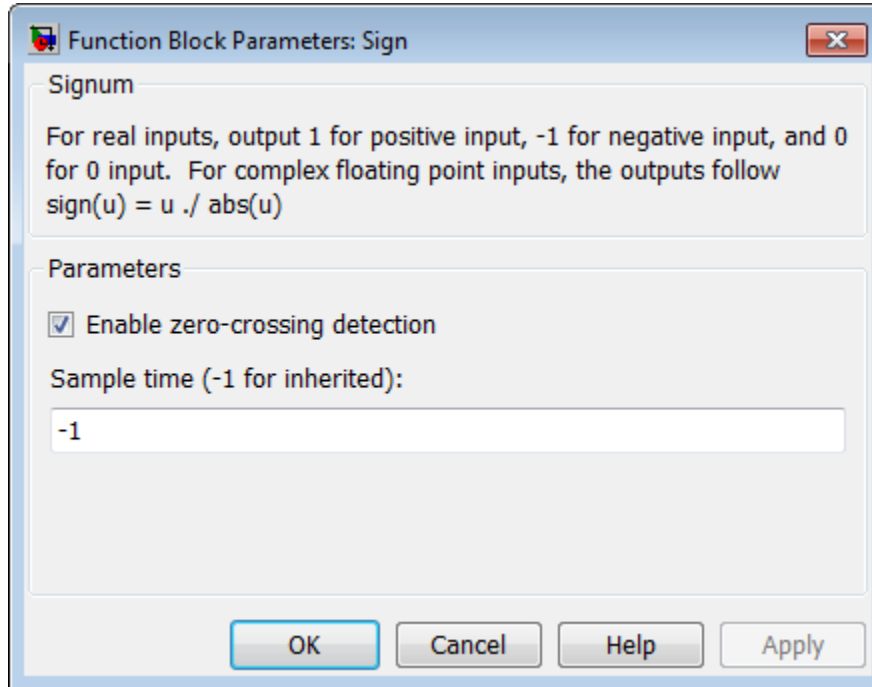 Function Block Parameters: Sign
Signum
For real inputs, output 1 for positive input, -1 for negative input, and 0
for 0 input.  For complex floating point inputs, the outputs follow
sign(u) = u ./ abs(u)
Parameters
Enable zero-crossing detection
Sample time (-1 for inherited):
-1
OK Cancel Help Apply